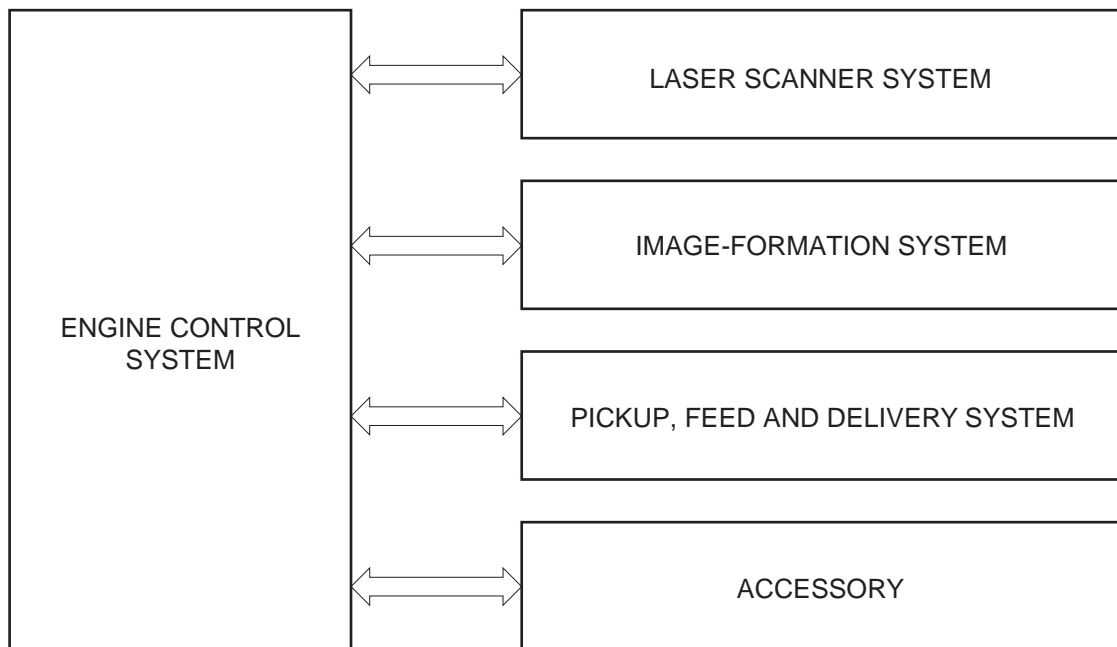 LASER SCANNER SYSTEM
IMAGE-FORMATION SYSTEM
ENGINE CONTROL
SYSTEM
PICKUP, FEED AND DELIVERY SYSTEM
ACCESSORY